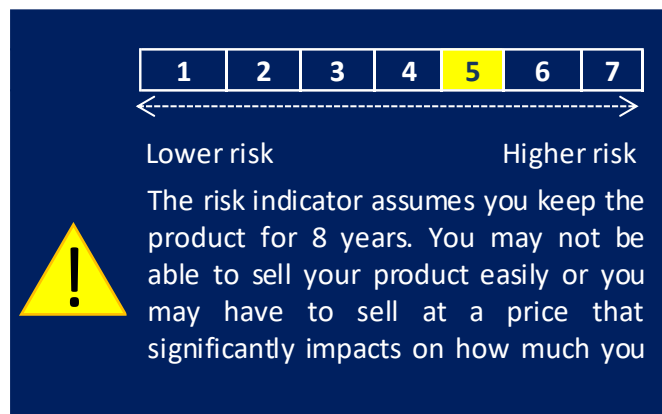 1 2 3 4 5 6 7
Lower risk Higher risk
The risk indicator assumes you keep the
product for 8 years. You may not be
able to sell your product easily or you
may have to sell at a price that
significantly impacts on how much you
!